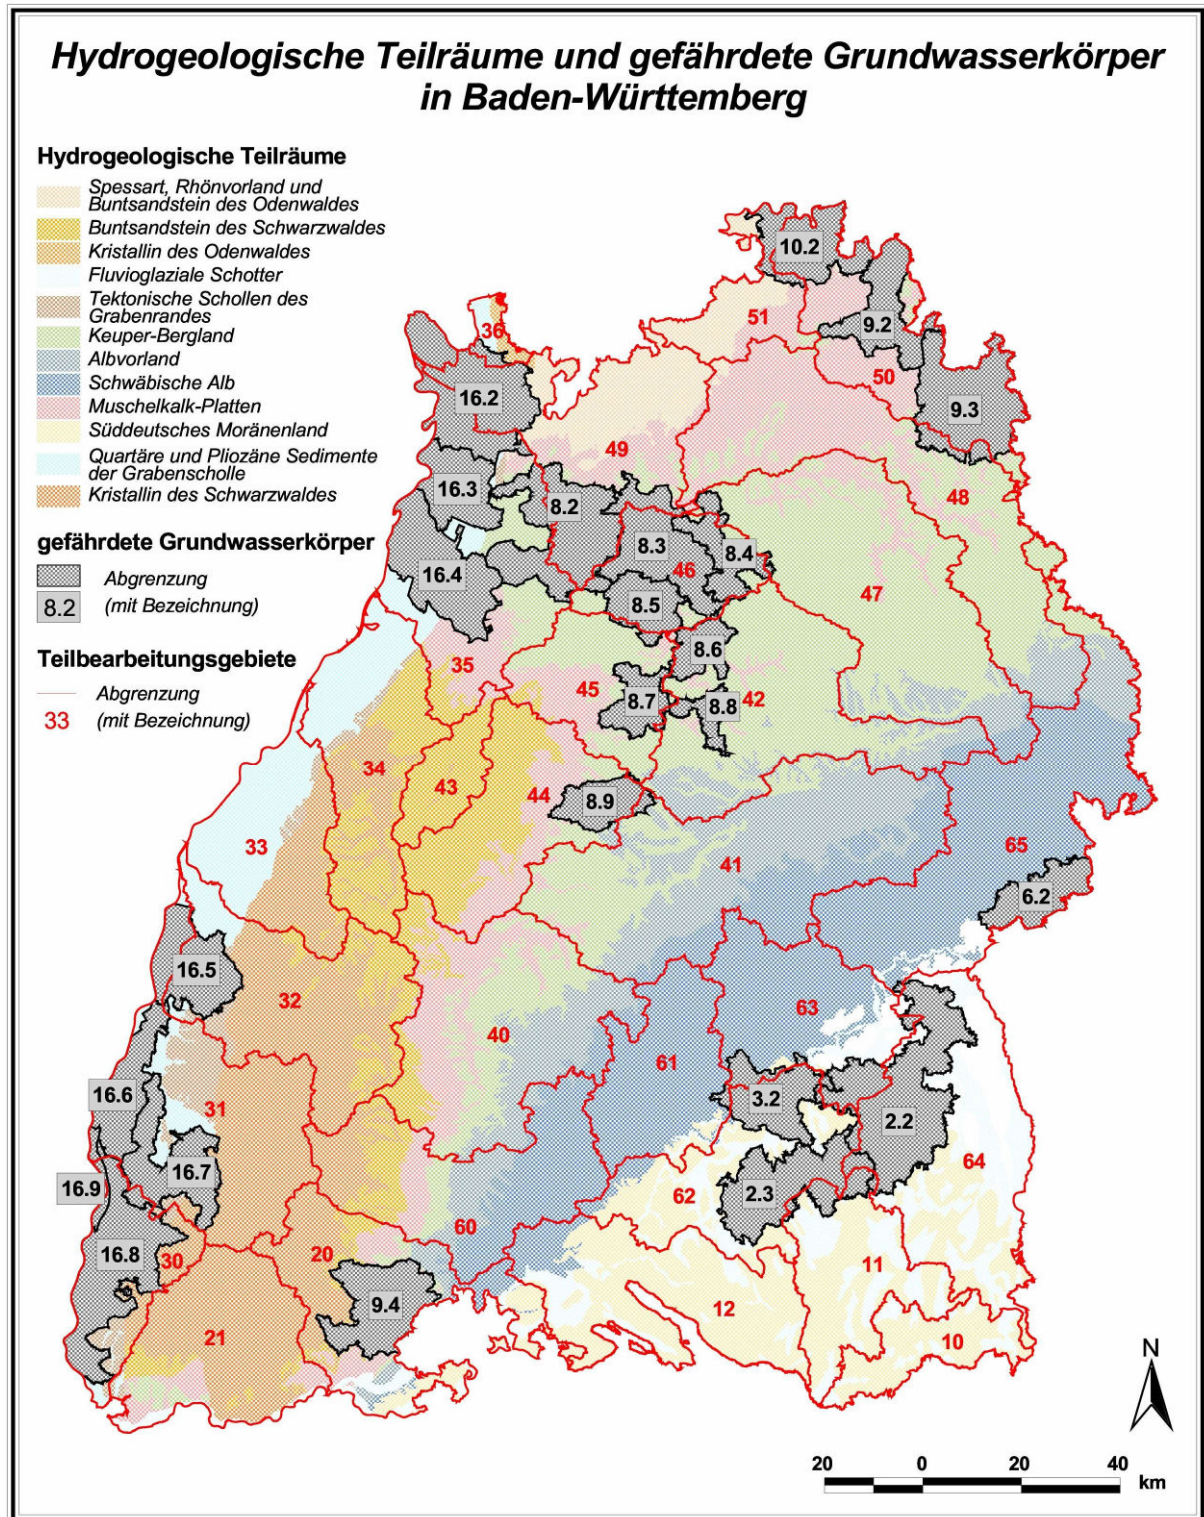 Hydrogeologische Teilräume und gefährdete Grundwasserkörper
in Baden-Württemberg
Hydrogeologische Teilräume
Spessart, Rhönvorland und
Buntsandstein des Odenwaldes
Buntsandstein des Schwarzwaldes
Kristallin des Odenwaldes
Fluvioglaziale Schotter
Tektonische Schollen des
Grabenrandes
Keuper-Bergland
Albvorland
Schwäbische Alb
Muschelkalk-Platten
Süddeutsches Moränenland
Quartäre und Pliozäne Sedimente
der Grabenscholle
Kristallin des Schwarzwaldes
gefährdete Grundwasserkörper
Abgrenzung
8.2 (mit Bezeichnung)
Teilbearbeitungsgebiete
Abgrenzung
33 (mit Bezeichnung)
10.2
51
9.2
36
50
16.2
9.3
49
16.3
48
8.2
8.3
8.4
16.4
46
47
8.5
8.6
35
45
8.7
8.8
42
34
43
44
8.9
33
41
65
6.2
16.5
32
63
40
61
16.6
31
3.2
2.2
16.7
64
16.9
62
2.3
60
16.8
30
20
11
9.4
12
21
10
N
20 0 20 40
km